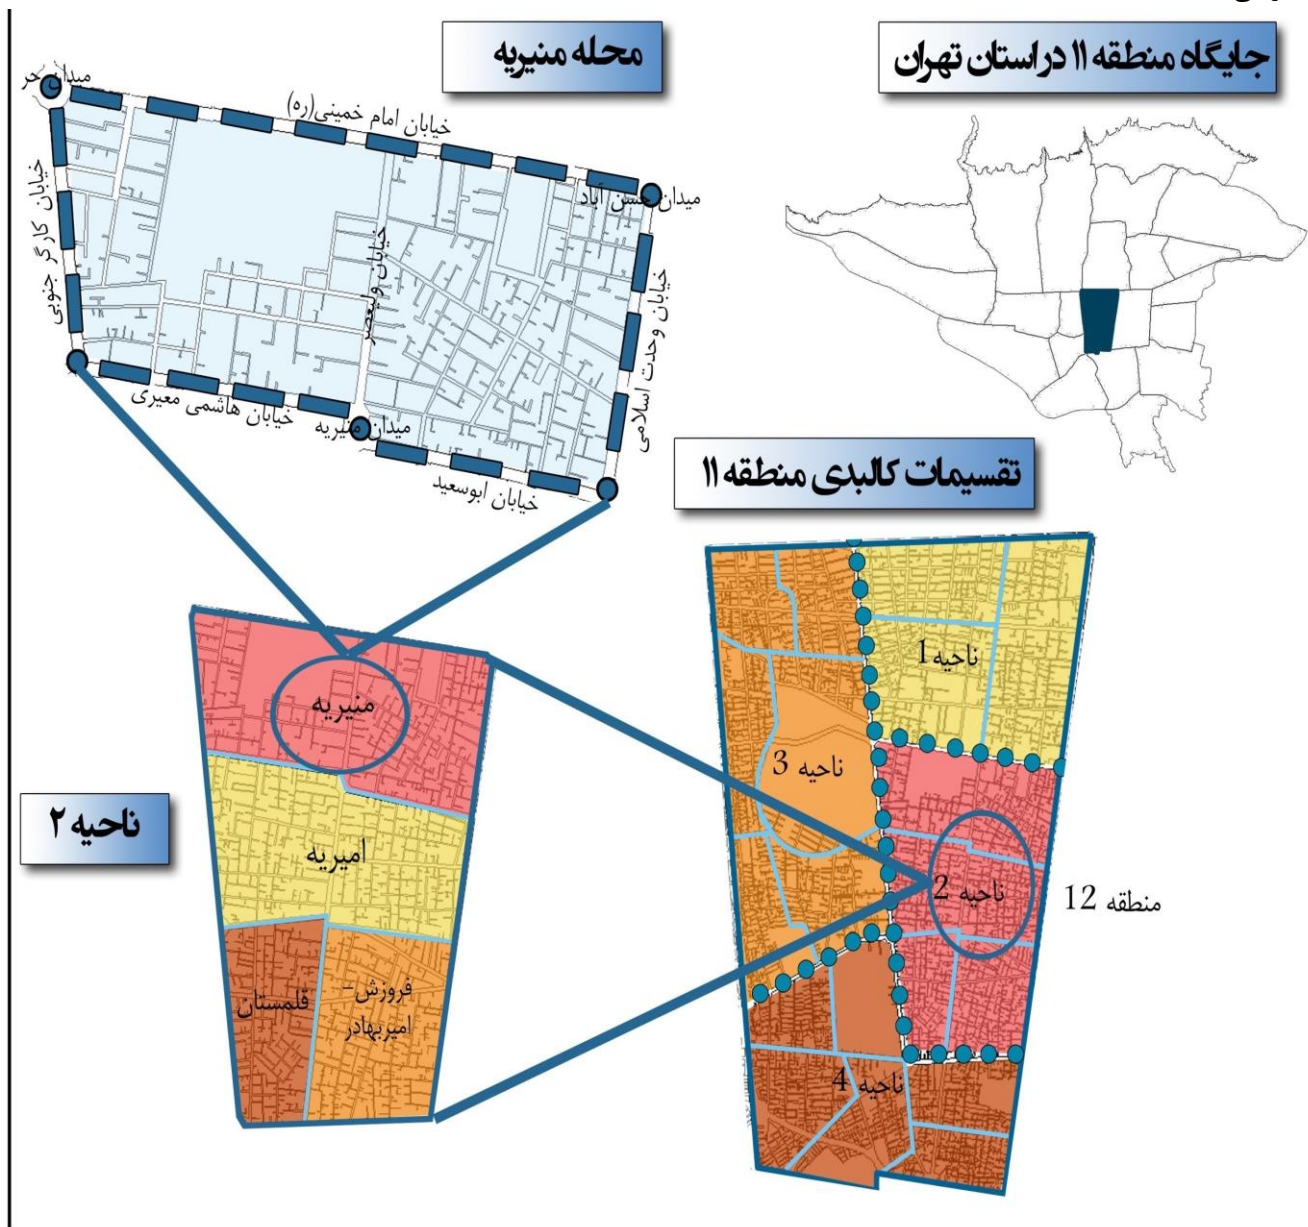 جایگاه منطقه ۱۱ در استان تهران
محله منیریه
میدان حر
خیابان امام خمینی(ره)
میدان حسن آباد
خیابان کارگر جنوبی
خیابان ولیعصر
خیابان وحدت اسلامی
خیابان هاشمی معیری
میدان منیریه
خیابان ابوسعید
تقسیمات کالبدی منطقه ۱۱
ناحیه 1
ناحیه 3
ناحیه 2
منطقه 12
ناحیه 4
ناحیه ۲
منیریه
امیریه
قلمستان
فروزش-
امیربهادر